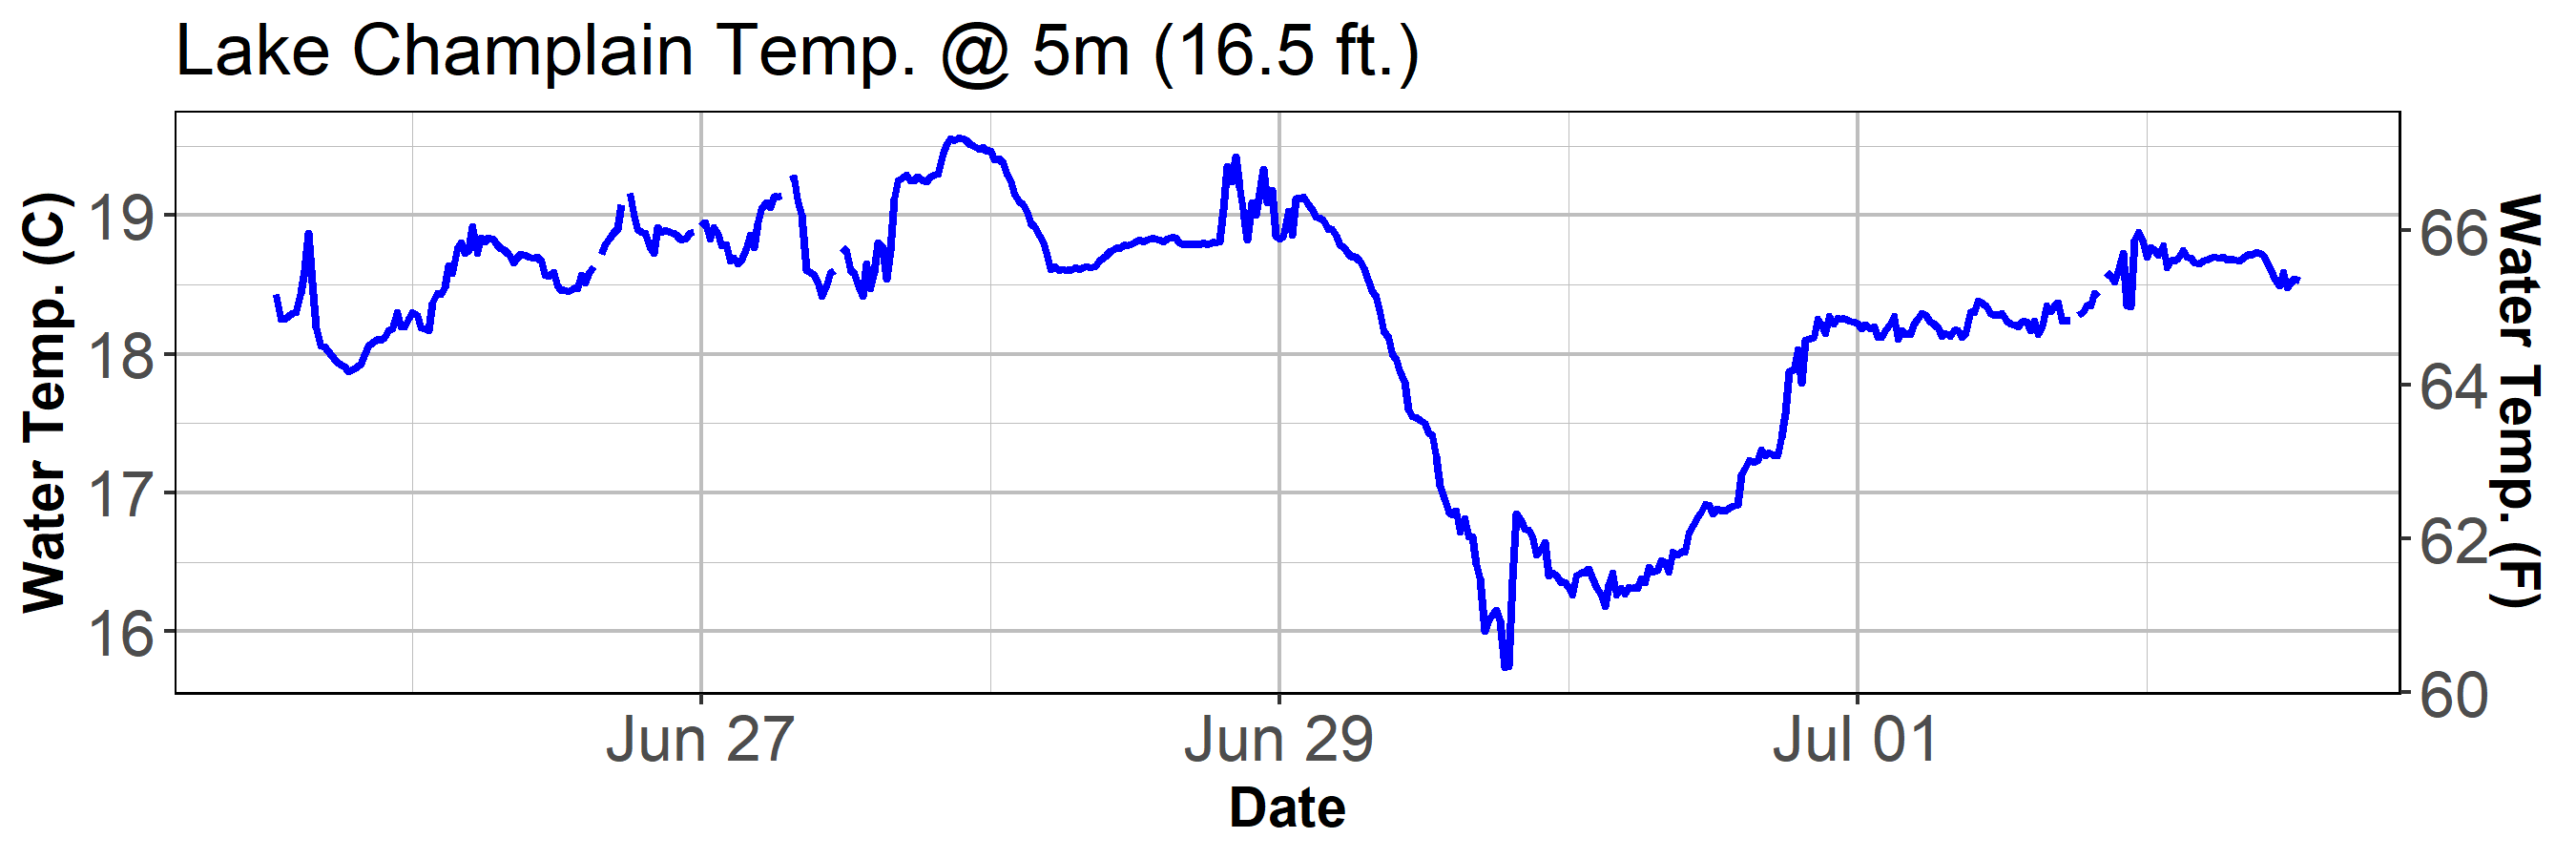 Lake Champlain Temp. @ 5m (16.5 ft.)
Water Temp. (C)
19
18
17
16
66
64
62
60
Water Temp. (F)
Jun 27
Jun 29
Jul 01
Date